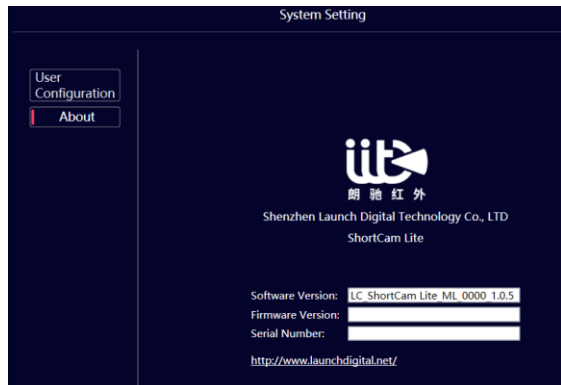 System Setting
User
Configuration
About
iit
朗驰红外
Shenzhen Launch Digital Technology Co., LTD
ShortCam Lite
Software Version: LC_ShortCam Lite_ML_0000_1.0.5
Firmware Version:
Serial Number:
http://www.launchdigital.net/